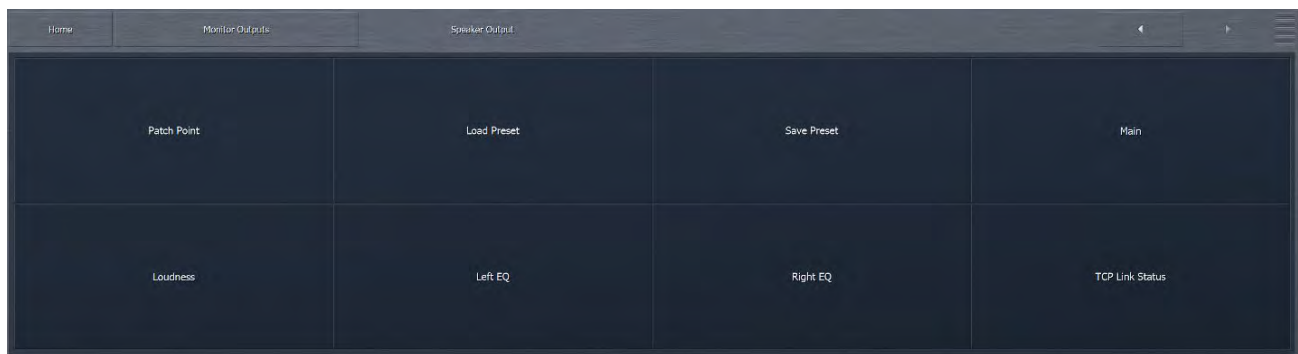 Home Monitor Outputs Speaker Output
Patch Point Load Preset Save Preset Main
Loudness Left EQ Right EQ TCP Link Status